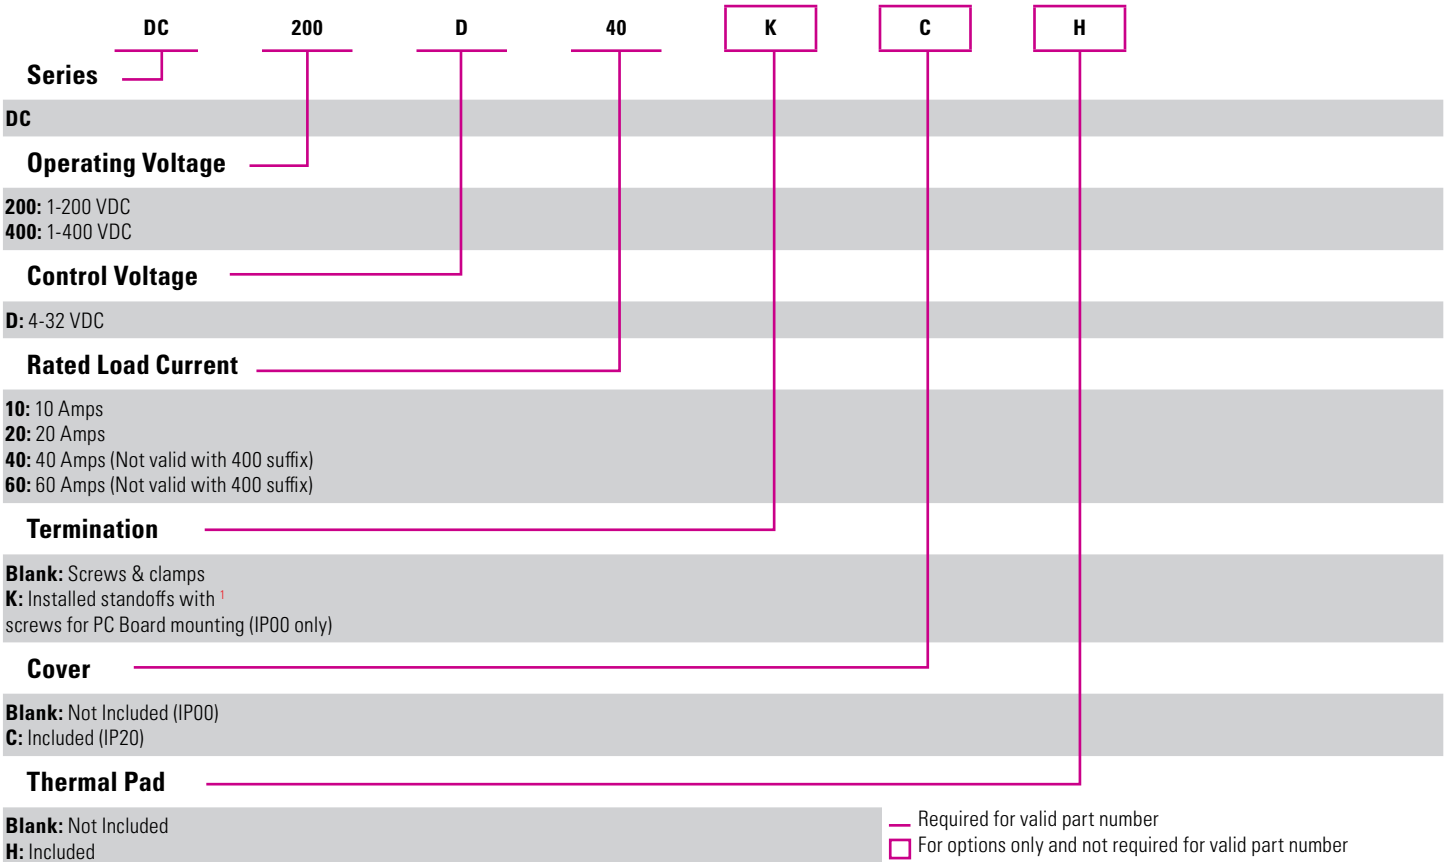 DC 200 D 40 K C H
Series
DC
Operating Voltage
200: 1-200 VDC
400: 1-400 VDC
Control Voltage
D: 4-32 VDC
Rated Load Current
10: 10 Amps
20: 20 Amps
40: 40 Amps (Not valid with 400 suffix)
60: 60 Amps (Not valid with 400 suffix)
Termination
Blank: Screws & clamps
K: Installed standoffs with 1
screws for PC Board mounting (IP00 only)
Cover
Blank: Not Included (IP00)
C: Included (IP20)
Thermal Pad
Blank: Not Included
H: Included
Required for valid part number
For options only and not required for valid part number